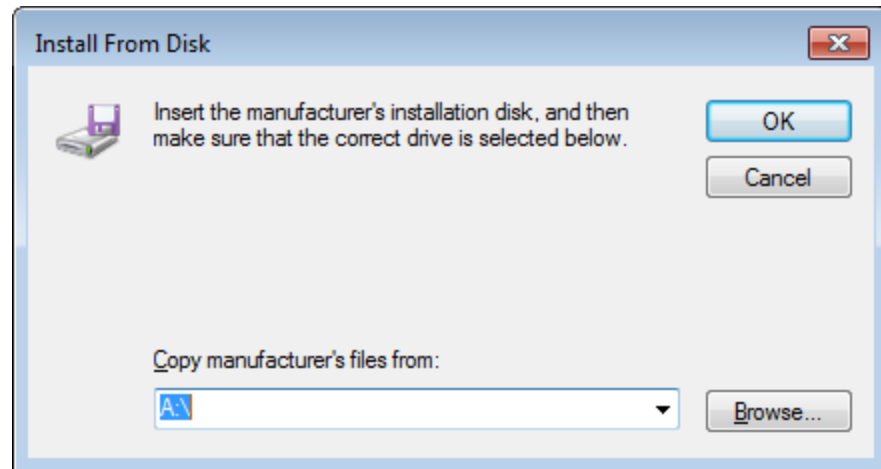 Install From Disk
Insert the manufacturer's installation disk, and then
make sure that the correct drive is selected below.
OK
Cancel
Copy manufacturer's files from:
A:\
Browse...